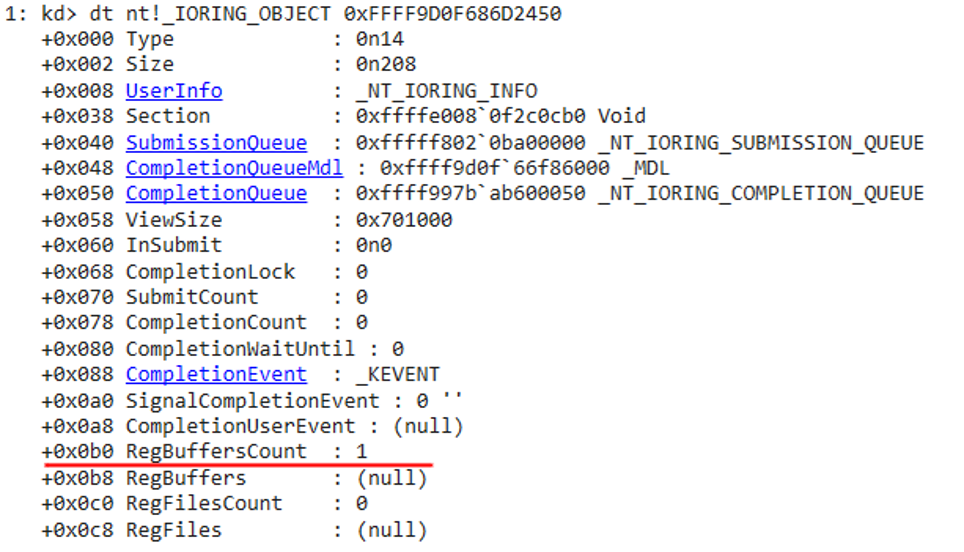 1: kd> dt nt!_IORING_OBJECT 0xFFFF9D0F686D2450
+0x000 Type : 0n14
+0x002 Size : 0n208
+0x008 UserInfo : _NT_IORING_INFO
+0x038 Section : 0xffffe008`0f2c0cb0 Void
+0x040 SubmissionQueue : 0xfffff802`0ba00000 _NT_IORING_SUBMISSION_QUEUE
+0x048 CompletionQueueMdl : 0xffff9d0f`66f86000 _MDL
+0x050 CompletionQueue : 0xffff997b`ab600050 _NT_IORING_COMPLETION_QUEUE
+0x058 ViewSize : 0x701000
+0x060 InSubmit : 0n0
+0x068 CompletionLock : 0
+0x070 SubmitCount : 0
+0x078 CompletionCount : 0
+0x080 CompletionWaitUntil : 0
+0x088 CompletionEvent : _KEVENT
+0x0a0 SignalCompletionEvent : 0 ''
+0x0a8 CompletionUserEvent : (null)
+0x0b0 RegBuffersCount : 1
+0x0b8 RegBuffers : (null)
+0x0c0 RegFilesCount : 0
+0x0c8 RegFiles : (null)